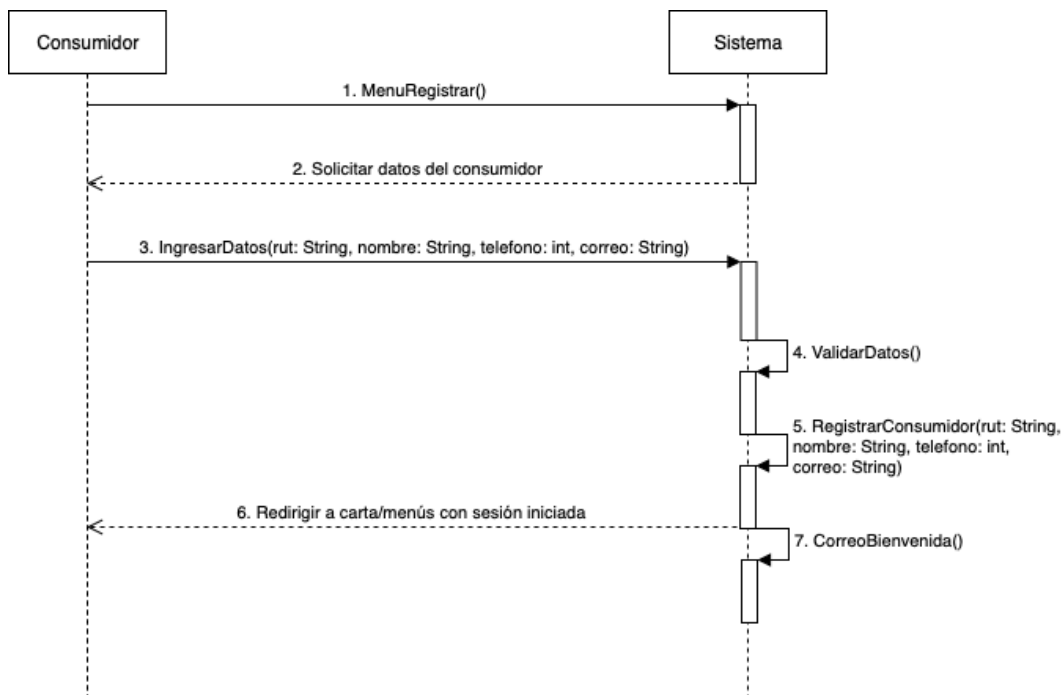 Consumidor
Sistema
1. MenuRegistrar()
2. Solicitar datos del consumidor
3. IngresarDatos(rut: String, nombre: String, telefono: int, correo: String)
4. ValidarDatos()
5. RegistrarConsumidor(rut: String,
nombre: String, telefono: int,
correo: String)
6. Redirigir a carta/menús con sesión iniciada
7. CorreoBienvenida()